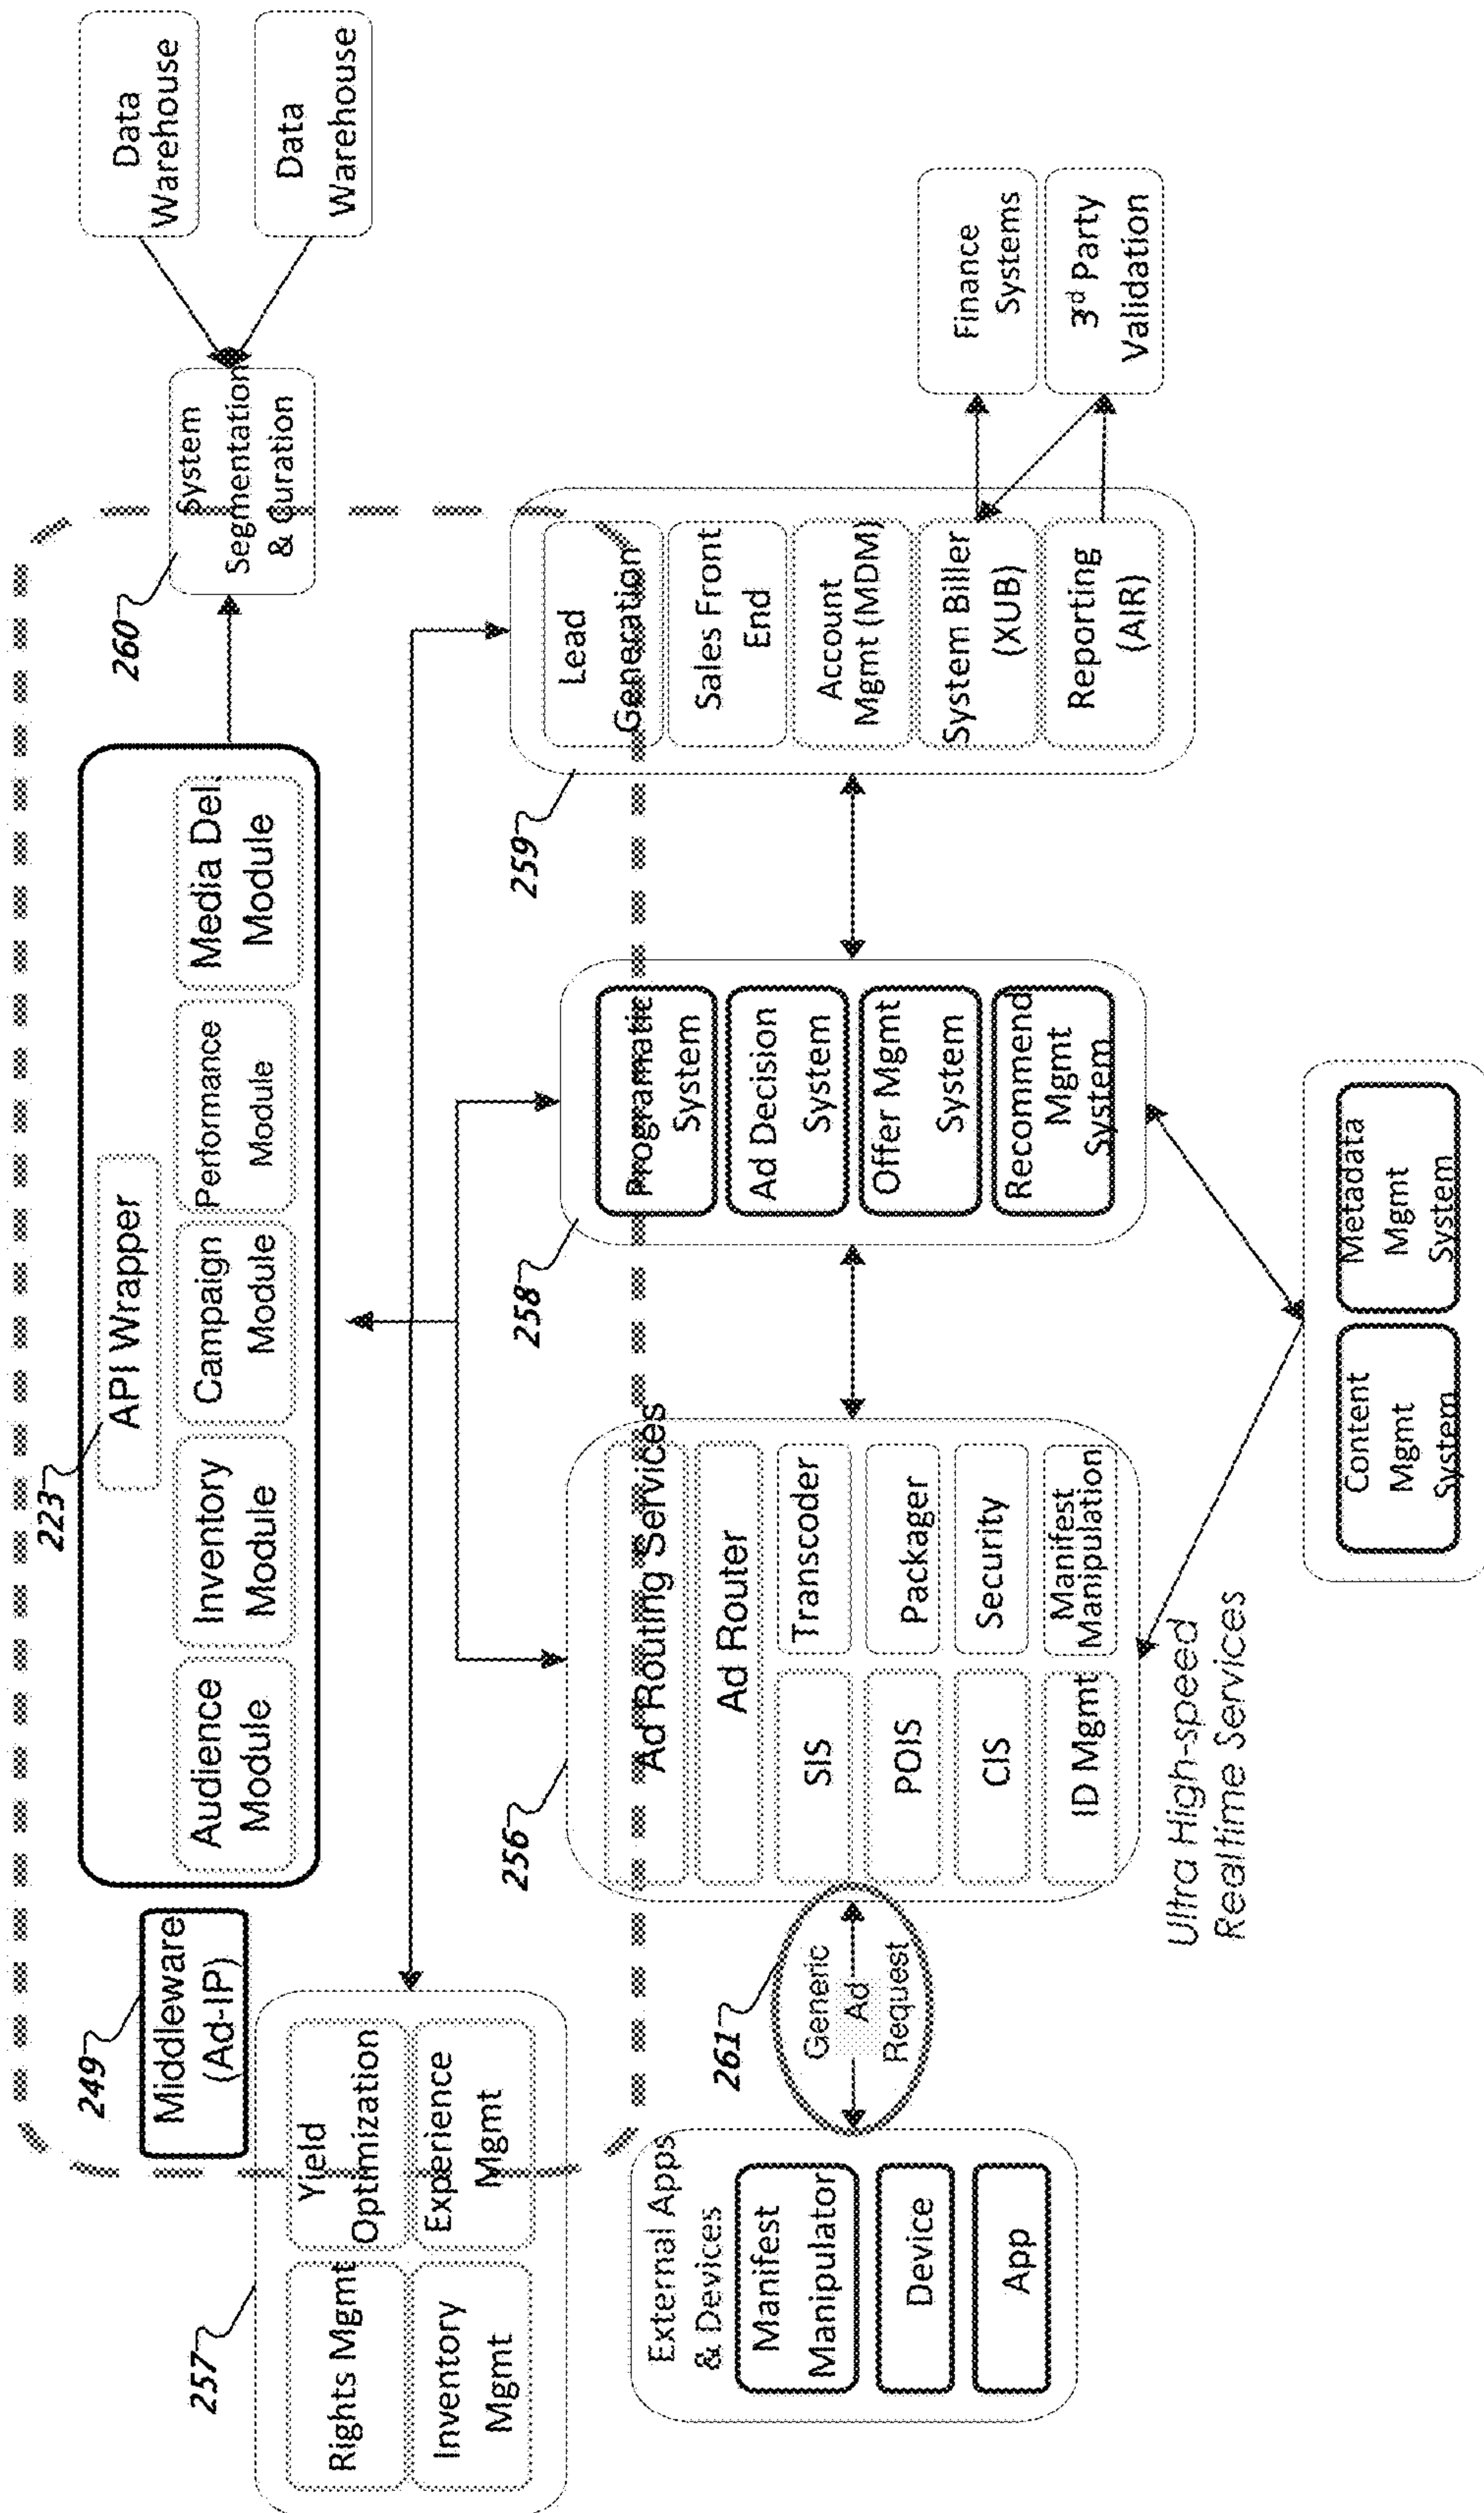 249
Middleware
(Ad-IP)
223
API Wrapper
Audience
Module
Inventory
Module
Campaign
Module
Performance
Module
Media Del.
Module
260
System
Segmentation
& Curation
Data
Warehouse
Data
Warehouse
257
Rights Mgmt
Yield
Optimization
Inventory
Mgmt
Experience
Mgmt
External Apps
& Devices
Manifest
Manipulator
Device
App
261
Generic
Ad
Request
256
Ad Routing Services
Ad Router
SIS
Transcoder
POIS
Packager
CIS
Security
ID Mgmt
Manifest
Manipulation
Ultra High-speed
Realtime Services
258
Programatic
System
Ad Decision
System
Offer Mgmt
System
Recommend
Mgmt
System
259
Lead
Generation
Sales Front
End
Account
Mgmt (MDM)
System Biller
(XUB)
Reporting
(AIR)
Finance
Systems
3rd Party
Validation
Content
Mgmt
System
Metadata
Mgmt
System